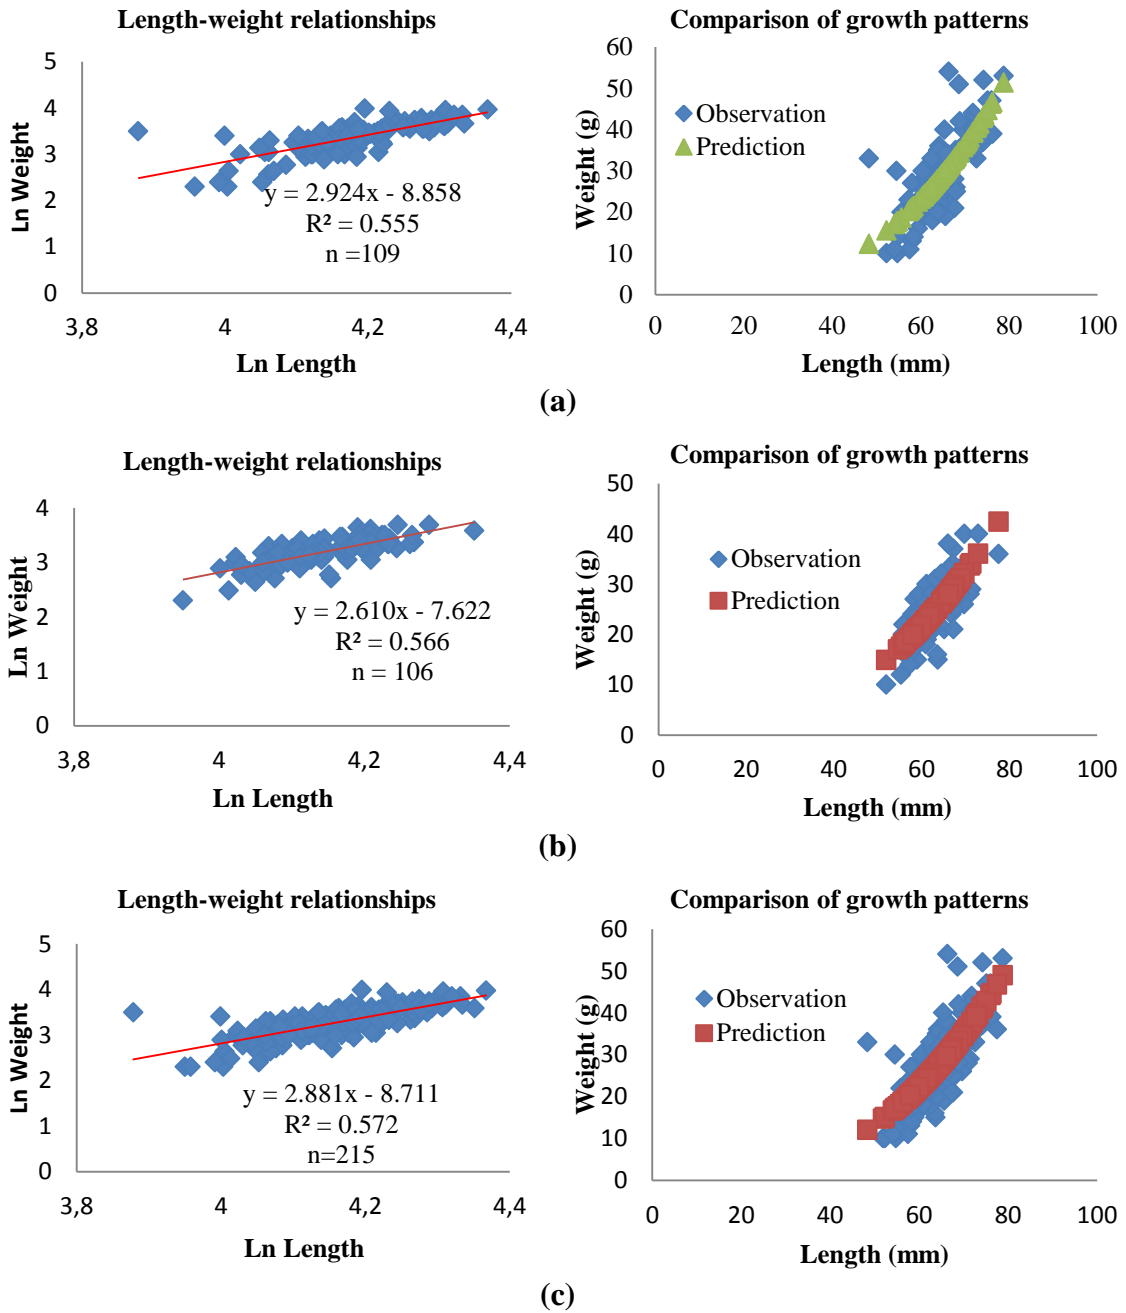 Length-weight relationships
5
4
3
2
1
0
Ln Weight
y = 2.924x - 8.858
R² = 0.555
n =109
3,8
4
4,2
4,4
Ln Length
Comparison of growth patterns
60
50
40
30
20
10
0
Weight (g)
Observation
Prediction
0
20
40
60
80
100
Length (mm)
(a)
Length-weight relationships
4
3
2
1
0
Ln Weight
y = 2.610x - 7.622
R² = 0.566
n = 106
3,8
4
4,2
4,4
Ln Length
Comparison of growth patterns
50
40
30
20
10
0
Weight (g)
Observation
Prediction
0
20
40
60
80
100
Length (mm)
(b)
Length-weight relationships
5
4
3
2
1
0
Ln Weight
y = 2.881x - 8.711
R² = 0.572
n=215
3,8
4
4,2
4,4
Ln Length
Comparison of growth patterns
60
50
40
30
20
10
0
Weight (g)
Observation
Prediction
0
20
40
60
80
100
Length (mm)
(c)